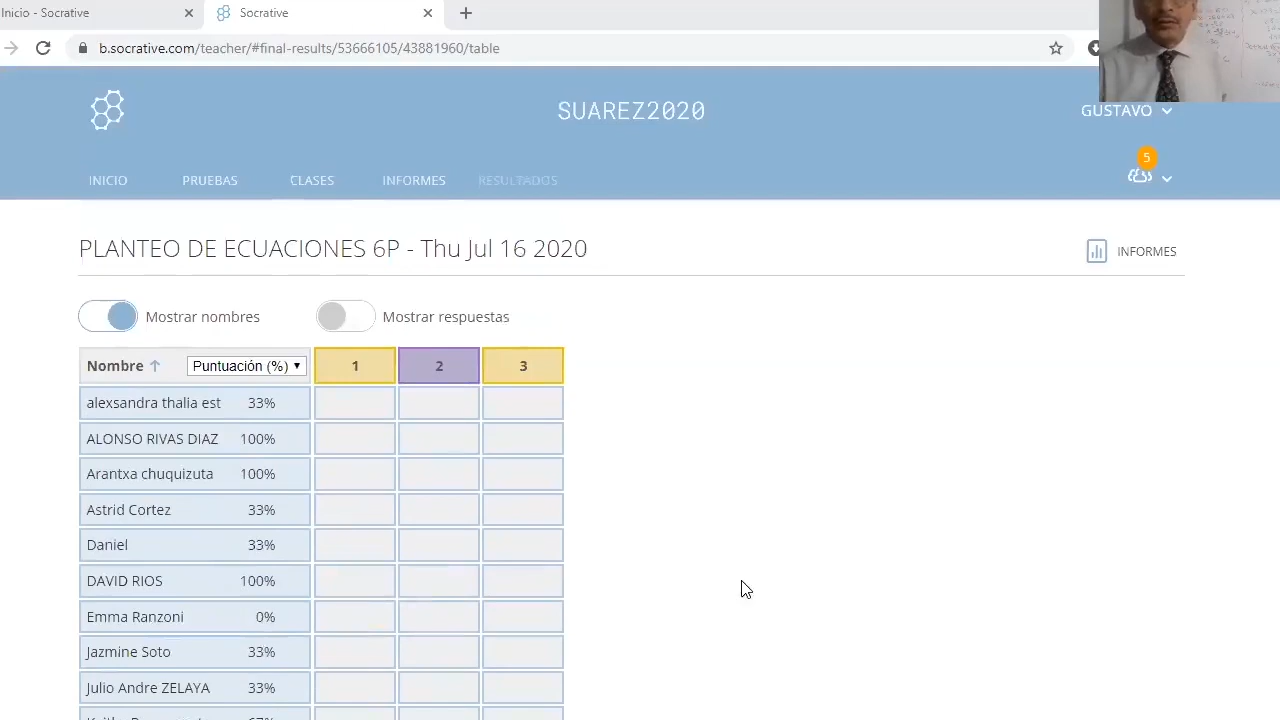 Inicio - Socrative
Socrative
b.socrative.com/teacher/#final-results/53666105/43881960/table
SUAREZ2020
GUSTAVO
5
INICIO PRUEBAS CLASES INFORMES RESULTADOS
PLANTEO DE ECUACIONES 6P - Thu Jul 16 2020
INFORMES
Mostrar nombres Mostrar respuestas
Nombre Puntuación (%) 1 2 3
alexsandra thalia est 33%
ALONSO RIVAS DIAZ 100%
Arantxa chuquizuta 100%
Astrid Cortez 33%
Daniel 33%
DAVID RIOS 100%
Emma Ranzoni 0%
Jazmine Soto 33%
Julio Andre ZELAYA 33%
67%